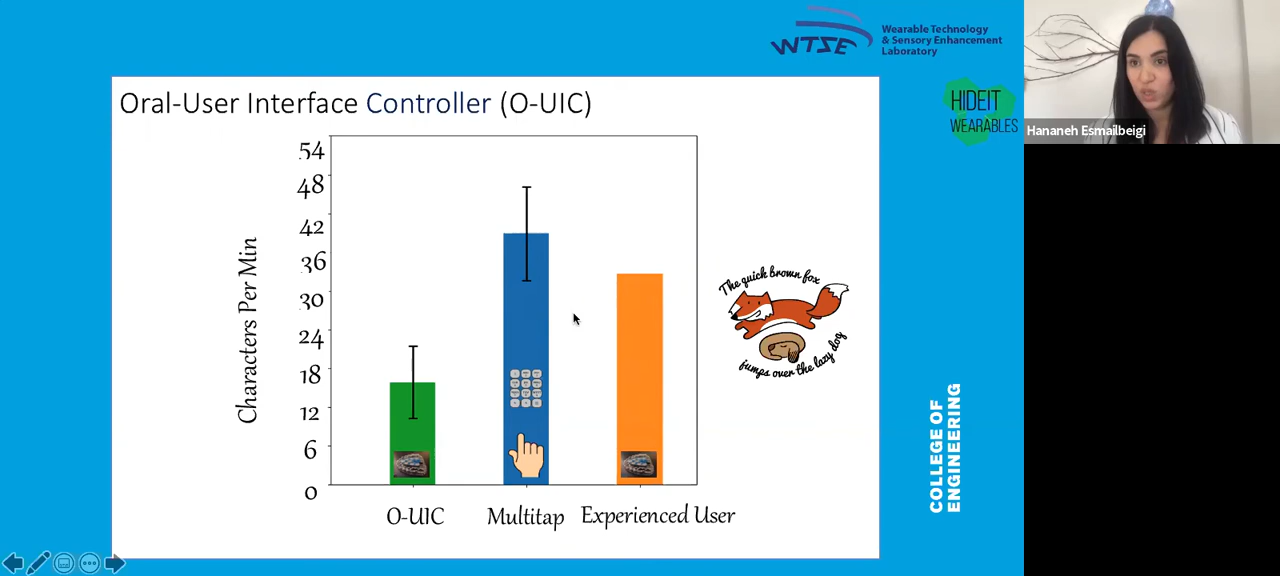 WTSE
Wearable Technology
& Sensory Enhancement
Laboratory
HIDEIT
WEARABLES
Hananeh Esmailbeigi
Oral-User Interface Controller (O-UIC)
54
48
42
36
30
24
18
12
6
0
Characters Per Min
O-UIC
Multitap
Experienced User
The quick brown fox
jumps over the lazy dog
COLLEGE OF
ENGINEERING